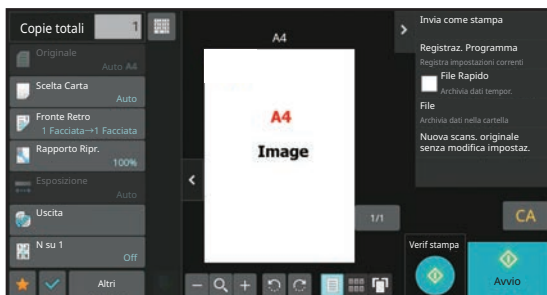 Copie totali 1
Originale
Auto A4
Scelta Carta
Auto
Fronte Retro
1 Facciata→1 Facciata
Rapporto Ripr.
100%
Esposizione
Auto
Uscita
N su 1
Off
Altri
A4
A4
Image
1/1
Invia come stampa
Registraz. Programma
Registra impostazioni correnti
File Rapido
Archivia dati tempor.
File
Archivia dati nella cartella
Nuova scans. originale
senza modifica impostaz.
CA
Verif stampa
Avvio